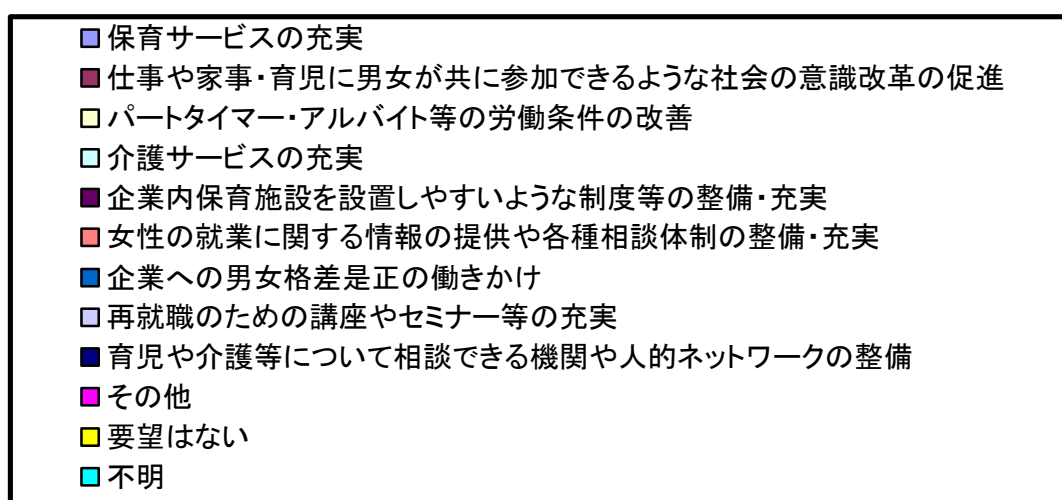 保育サービスの充実
仕事や家事・育児に男女が共に参加できるような社会の意識改革の促進
パートタイマー・アルバイト等の労働条件の改善
介護サービスの充実
企業内保育施設を設置しやすいような制度等の整備・充実
女性の就業に関する情報の提供や各種相談体制の整備・充実
企業への男女格差是正の働きかけ
再就職のための講座やセミナー等の充実
育児や介護等について相談できる機関や人的ネットワークの整備
その他
要望はない
不明